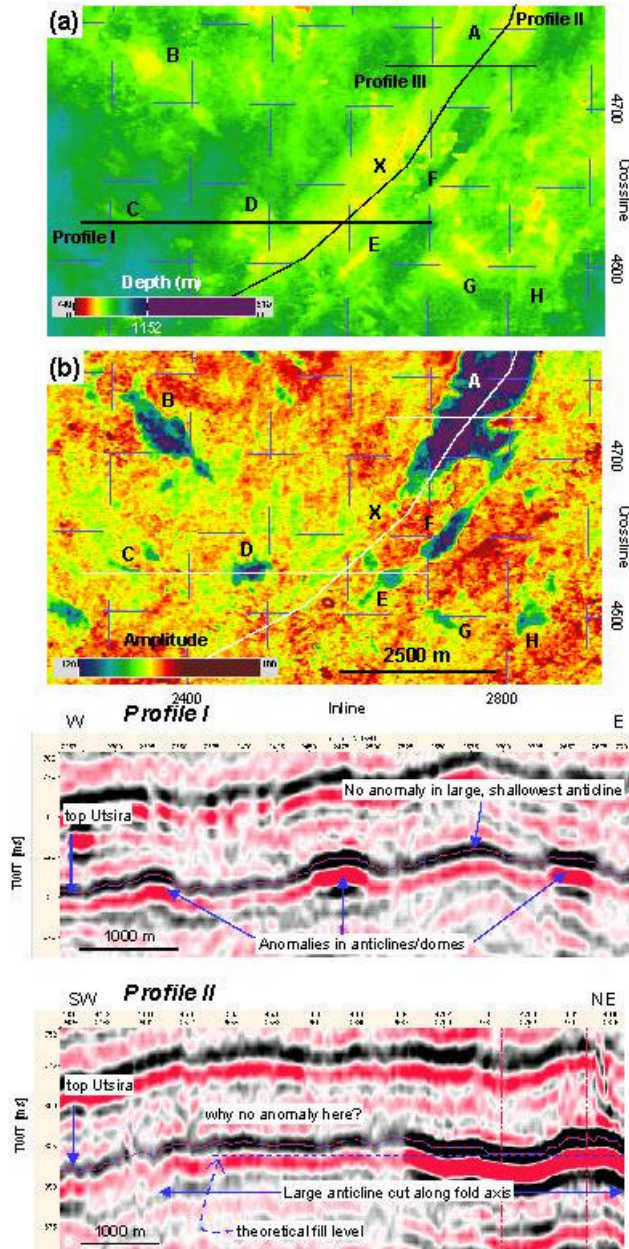 (a)
B
A
Profile II
Profile III
4700
Crossline
X
F
C
D
Profile I
E
4600
Depth (m)
G
H
1152
(b)
B
A
4700
Crossline
X
F
C
D
E
4600
G
H
Amplitude
120
180
2500 m
2400
Inline
2800
W
Profile I
E
No anomaly in large, shallowest anticline
top Utsira
TWT [ms]
Anomalies in anticlines/domes
1000 m
SW
Profile II
NE
top Utsira
why no anomaly here?
TWT [ms]
Large anticline cut along fold axis
theoretical fill level
1000 m